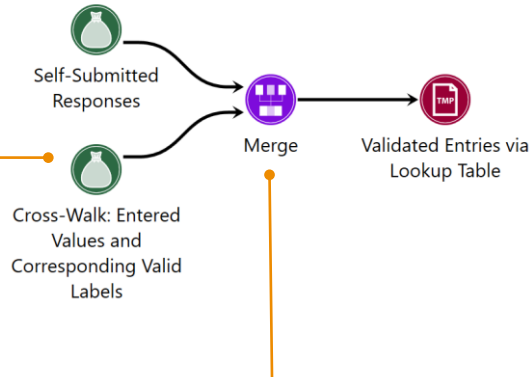 Self-Submitted
Responses
Merge
TMP
Validated Entries via
Lookup Table
Cross-Walk: Entered
Values and
Corresponding Valid
Labels